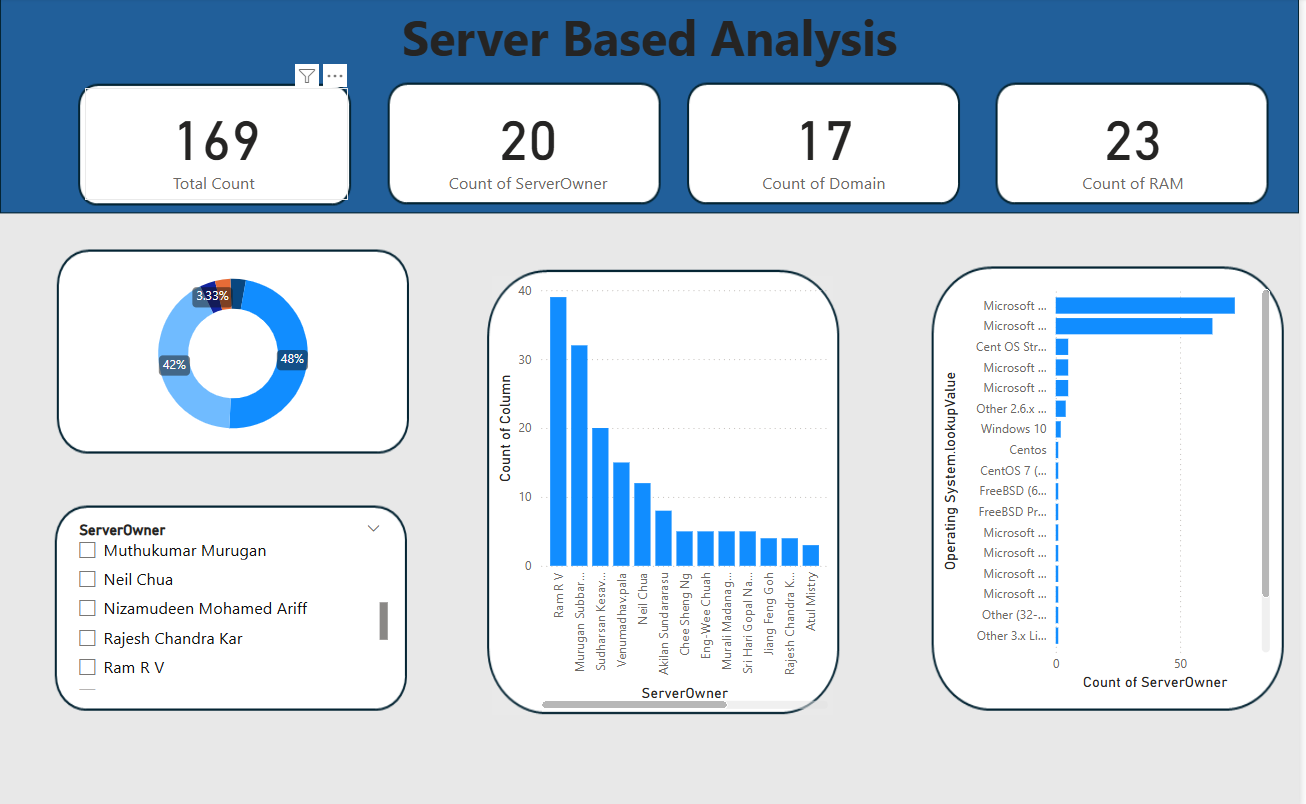 Server Based Analysis
169
Total Count
20
Count of ServerOwner
17
Count of Domain
23
Count of RAM
3.33%
42%
48%
ServerOwner
Muthukumar Murugan
Neil Chua
Nizamudeen Mohamed Ariff
Rajesh Chandra Kar
Ram R V
Count of Column
40
30
20
10
0
Ram R V
Murugan Subbar...
Sudharsan Kesav...
Venumadhav.pala
Neil Chua
Akilan Sundararasu
Chee Sheng Ng
Eng-Wee Chuah
Murali Madanag...
Sri Hari Gopal Na...
Jiang Feng Goh
Rajesh Chandra K...
Atul Mistry
ServerOwner
Operating System.lookupValue
Microsoft ...
Microsoft ...
Cent OS Str...
Microsoft ...
Microsoft ...
Other 2.6.x ...
Windows 10
Centos
CentOS 7 (...
FreeBSD (6...
FreeBSD Pr...
Microsoft ...
Microsoft ...
Microsoft ...
Microsoft ...
Other (32-...
Other 3.x Li...
0
50
Count of ServerOwner